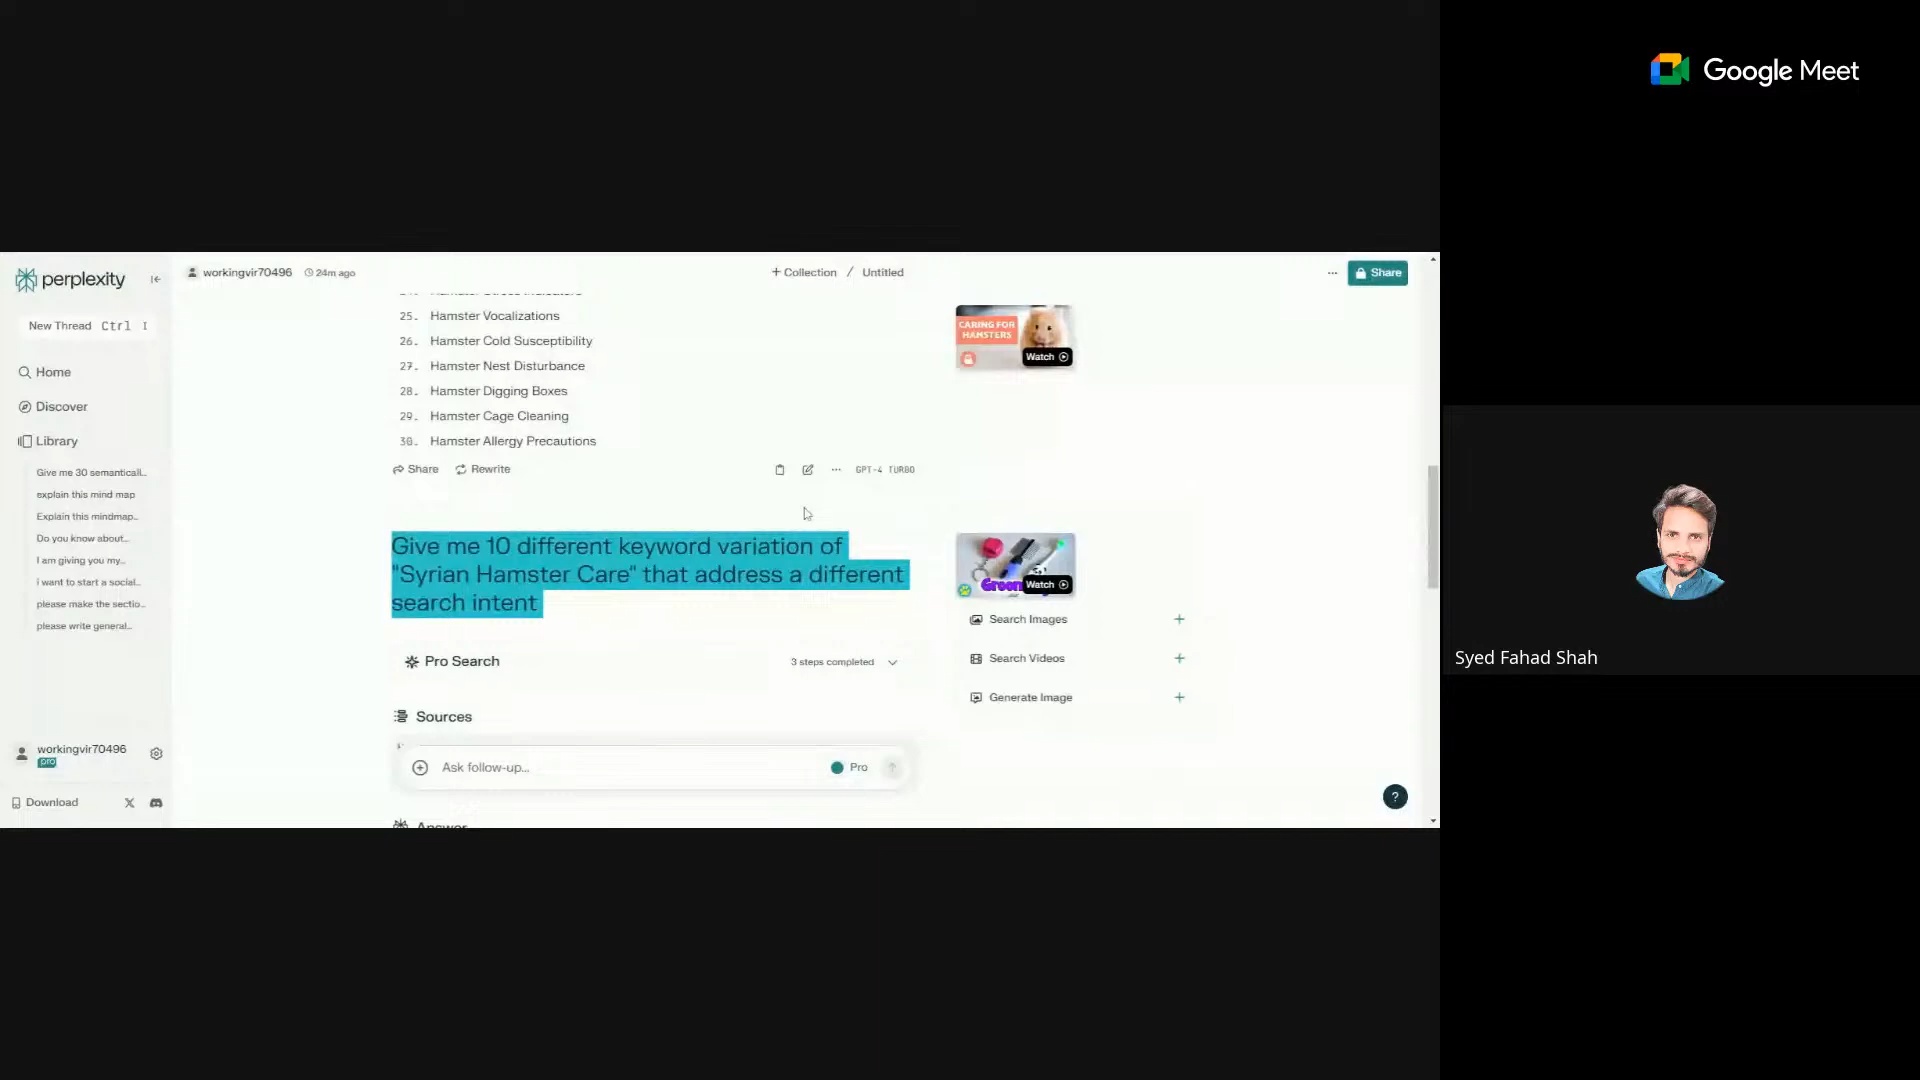 Google Meet
perplexity
workingvir70496
24m ago
+ Collection / Untitled
Share
New Thread Ctrl I
Home
Discover
Library
Give me 30 semanticall...
explain this mind map
Explain this mindmap...
Do you know about...
I am giving you my...
i want to start a social...
please make the sectio...
please write general...
workingvir70496
pro
Download
25. Hamster Vocalizations
26. Hamster Cold Susceptibility
27. Hamster Nest Disturbance
28. Hamster Digging Boxes
29. Hamster Cage Cleaning
30. Hamster Allergy Precautions
Share
Rewrite
GPT-4 TURBO
CARING FOR
HAMSTERS
Watch
Give me 10 different keyword variation of
"Syrian Hamster Care" that address a different
search intent
Watch
Search Images
Search Videos
Generate Image
Pro Search
3 steps completed
Sources
Ask follow-up...
Pro
Answer
?
Syed Fahad Shah